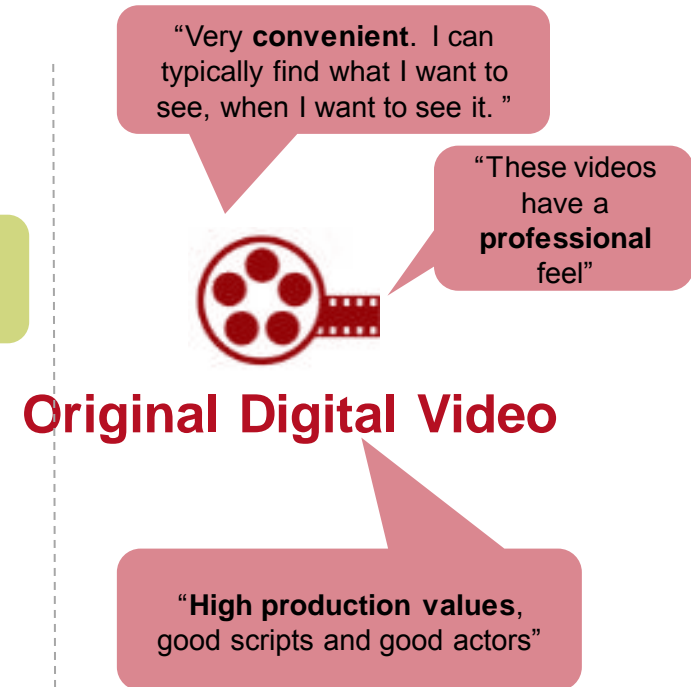 “Very convenient. I can
typically find what I want to
see, when I want to see it. ”
“These videos
have a
professional
feel”
Original Digital Video
“High production values,
good scripts and good actors”